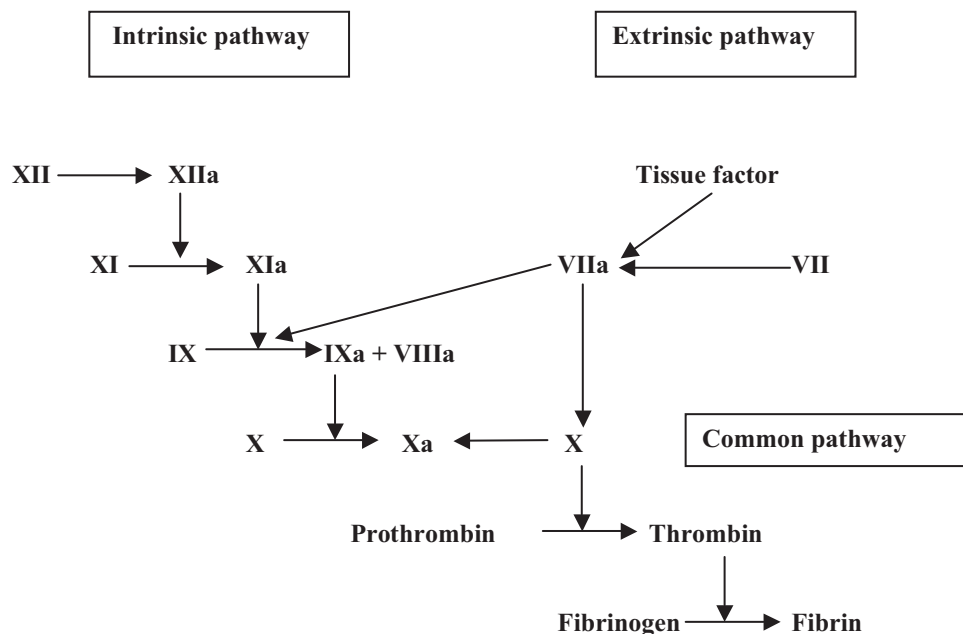 Intrinsic pathway Extrinsic pathway
XII XIIa Tissue factor
XI XIa VIIa VII
IX IXa + VIIIa
X Xa X Common pathway
Prothrombin Thrombin
Fibrinogen Fibrin